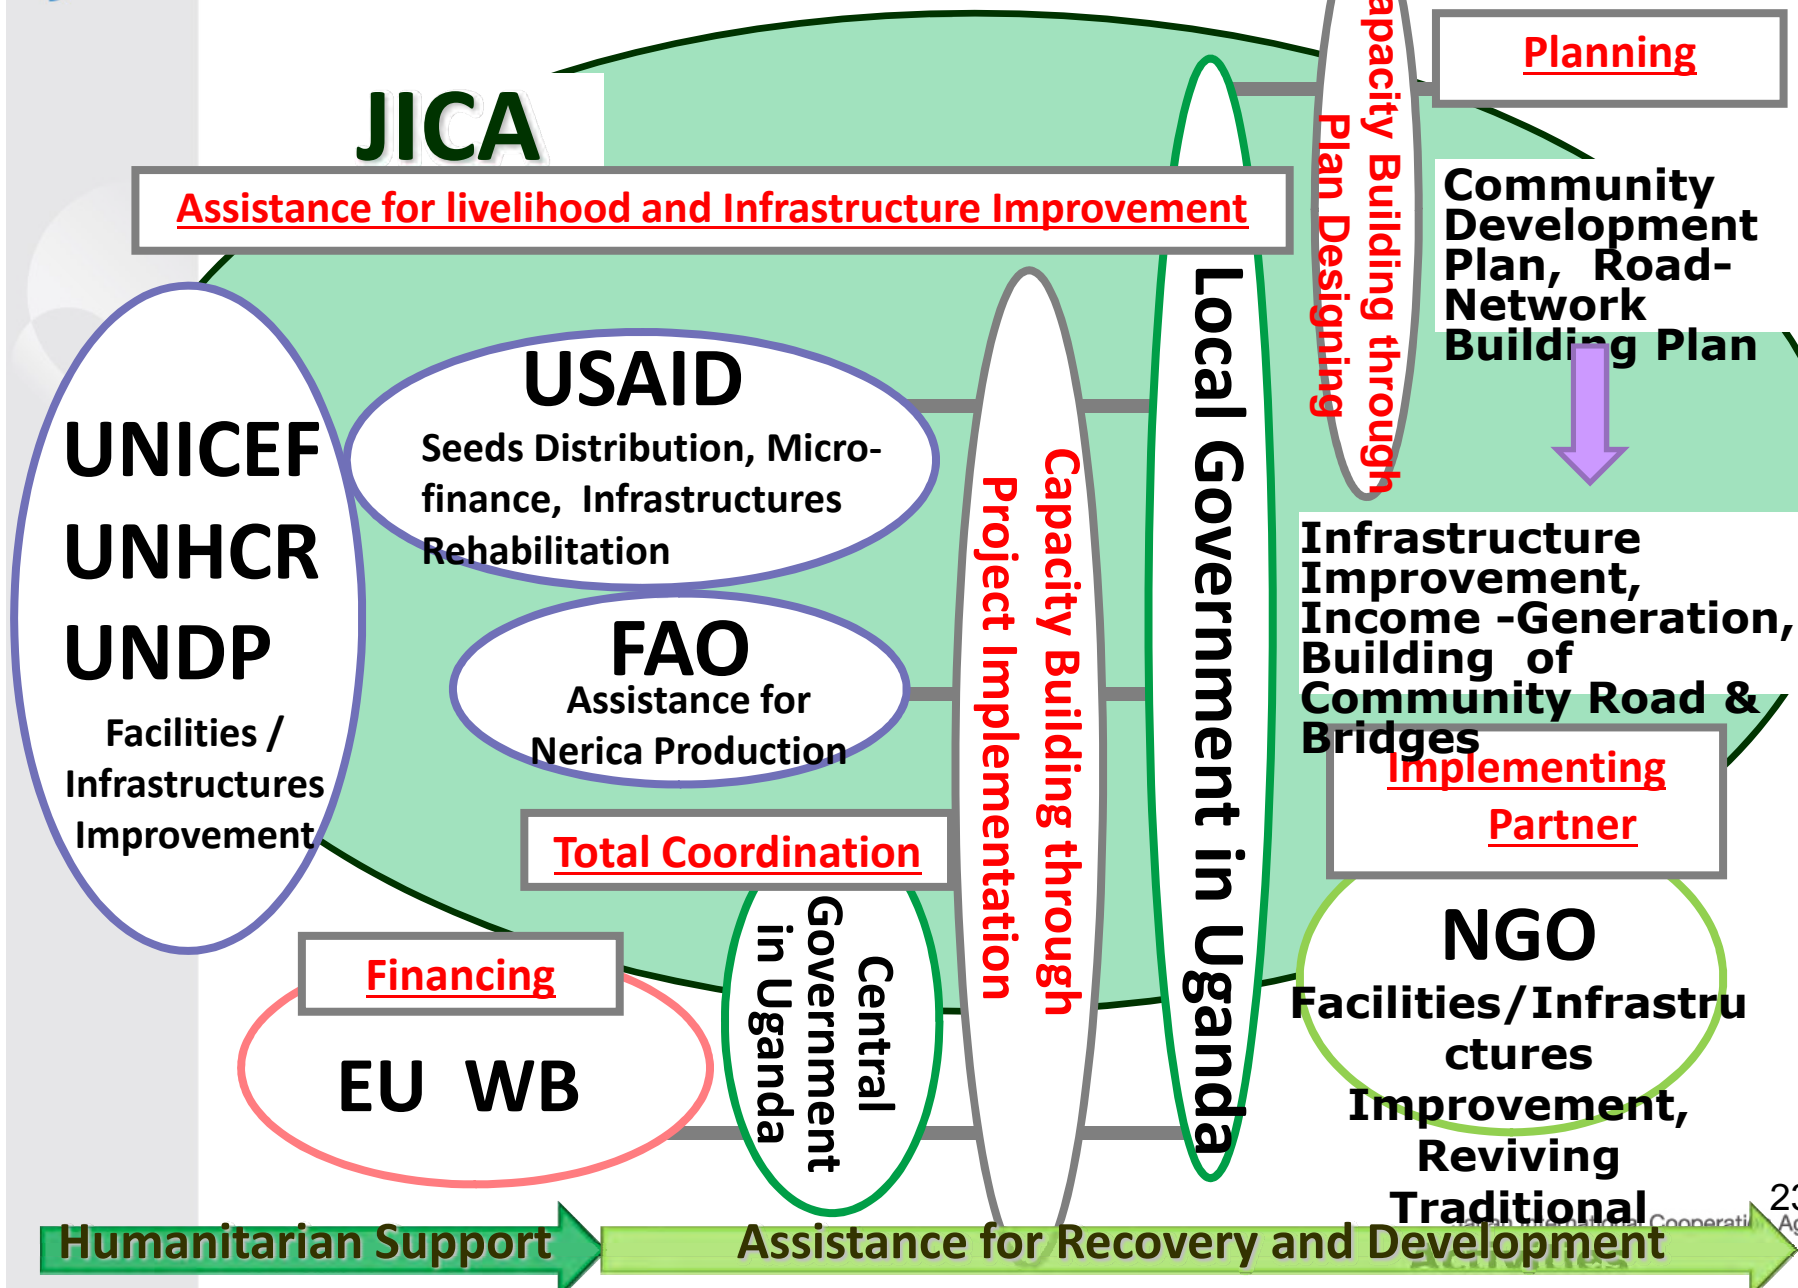 JICA
Assistance for livelihood and Infrastructure Improvement
Capacity Building through
Plan Designing
Planning
Community
Development
Plan, Road-
Network
Building Plan
UNICEF
UNHCR
UNDP
Facilities /
Infrastructures
Improvement
USAID
Seeds Distribution, Micro-
finance, Infrastructures
Rehabilitation
FAO
Assistance for
Nerica Production
Capacity Building through
Project Implementation
Local Government in Uganda
Infrastructure
Improvement,
Income -Generation,
Building of
Community Road &
Bridges
Implementing
Partner
Total Coordination
Central
Government
in Uganda
Financing
EU WB
NGO
Facilities/Infrastru
ctures
Improvement,
Reviving
Traditional
Activities
23
International Cooperation
Humanitarian Support
Assistance for Recovery and Development